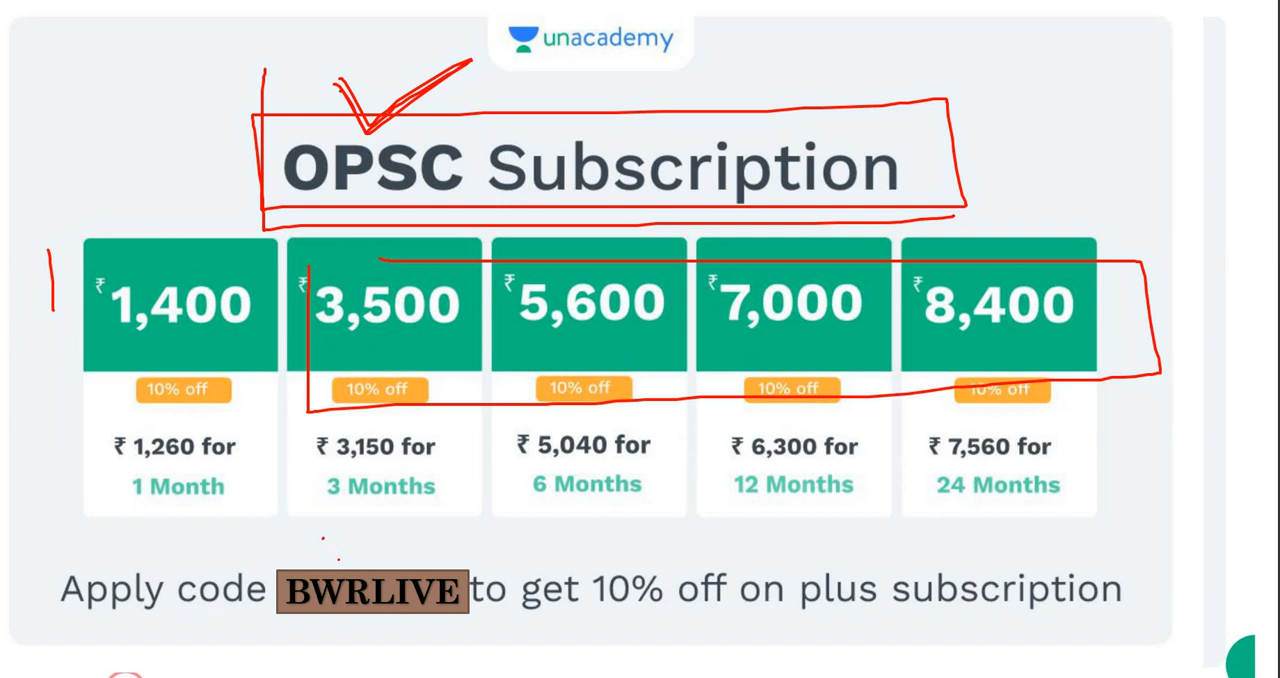 unacademy
OPSC Subscription
₹1,400 ₹3,500 ₹5,600 ₹7,000 ₹8,400
10% off 10% off 10% off 10% off 10% off
₹ 1,260 for ₹ 3,150 for ₹ 5,040 for ₹ 6,300 for ₹ 7,560 for
1 Month 3 Months 6 Months 12 Months 24 Months
Apply code BWRLIVE to get 10% off on plus subscription